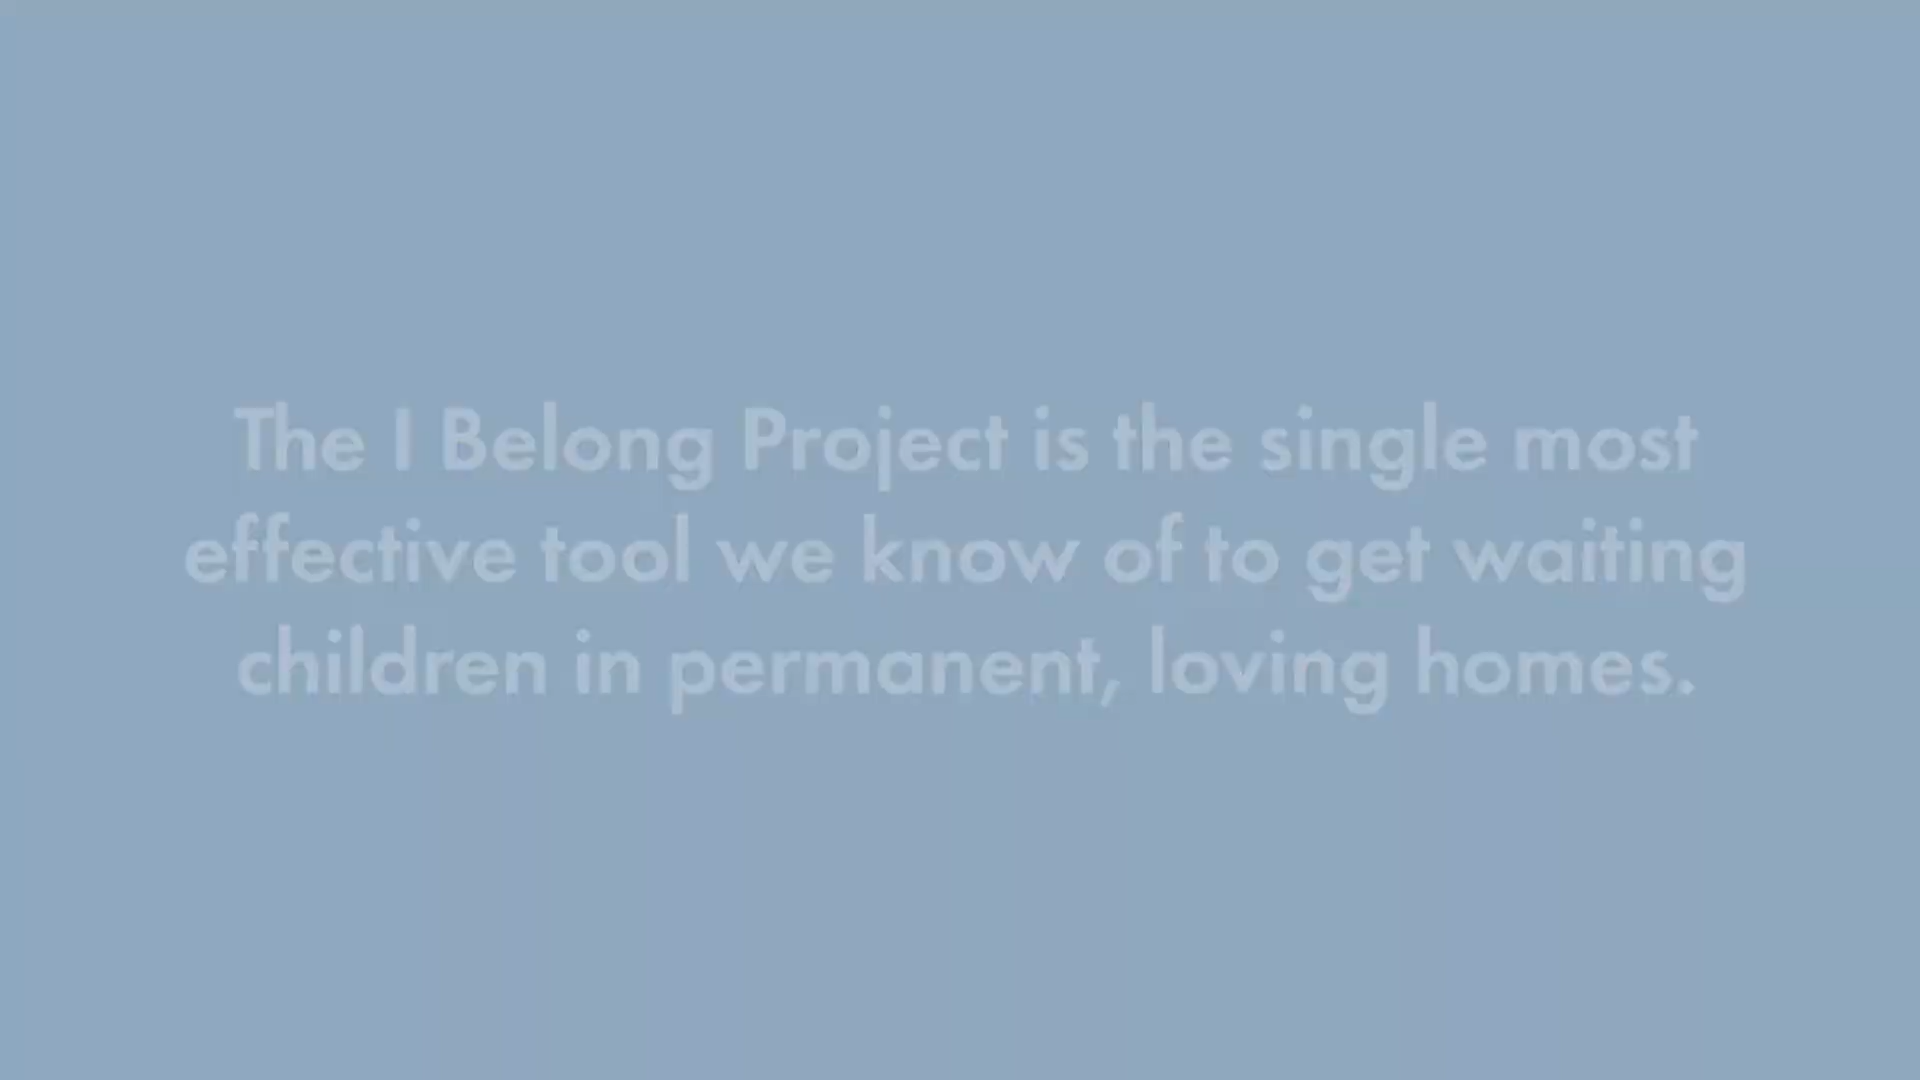 The I Belong Project is the single most
effective tool we know of to get waiting
children in permanent, loving homes.